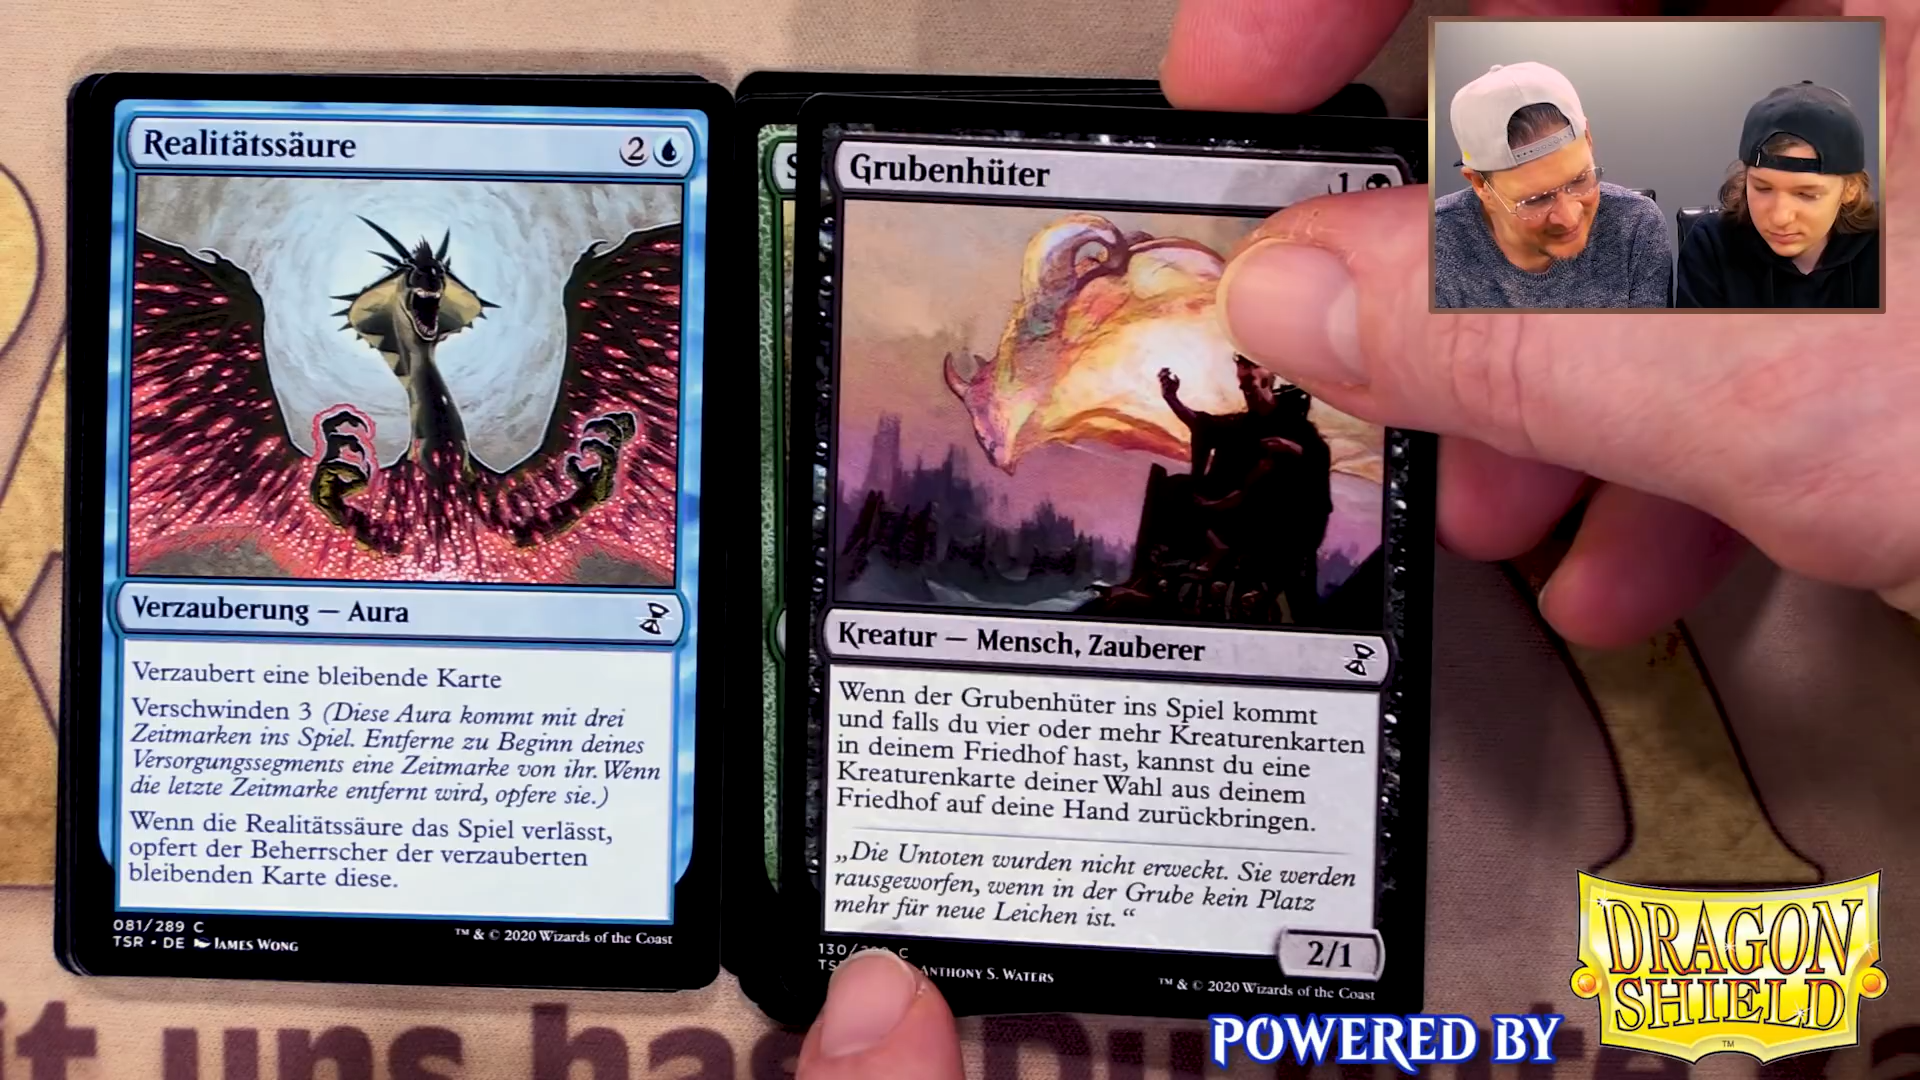 Realitätssäure
2
Verzauberung — Aura
Verzaubert eine bleibende Karte
Verschwinden 3 (Diese Aura kommt mit drei
Zeitmarken ins Spiel. Entferne zu Beginn deines
Versorgungssegments eine Zeitmarke von ihr. Wenn
die letzte Zeitmarke entfernt wird, opfere sie.)
Wenn die Realitätssäure das Spiel verlässt,
opfert der Beherrscher der verzauberten
bleibenden Karte diese.
081/289 C
TSR • DE JAMES WONG
™ & © 2020 Wizards of the Coast
S
Grubenhüter
1
Kreatur — Mensch, Zauberer
Wenn der Grubenhüter ins Spiel kommt
und falls du vier oder mehr Kreaturenkarten
in deinem Friedhof hast, kannst du eine
Kreaturenkarte deiner Wahl aus deinem
Friedhof auf deine Hand zurückbringen.
„Die Untoten wurden nicht erweckt. Sie werden
rausgeworfen, wenn in der Grube kein Platz
mehr für neue Leichen ist.“
2/1
130/ C
ANTHONY S. WATERS
™ & © 2020 Wizards of the Coast
it uns
POWERED BY
DRAGON
SHIELD
™